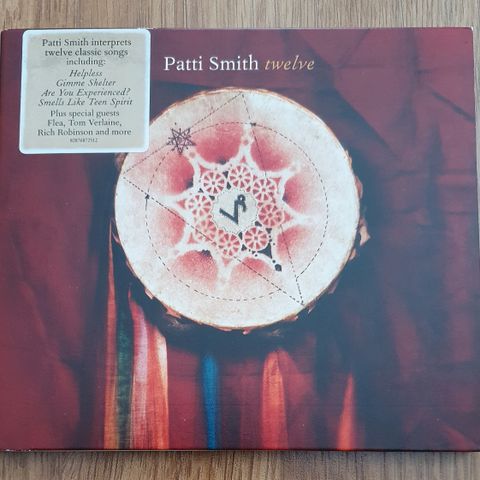 Patti Smith interprets
twelve classic songs
including:
Helpless
Gimme Shelter
Are You Experienced?
Smells Like Teen Spirit
Plus special guests
Flea, Tom Verlaine,
Rich Robinson and more
Patti Smith twelve